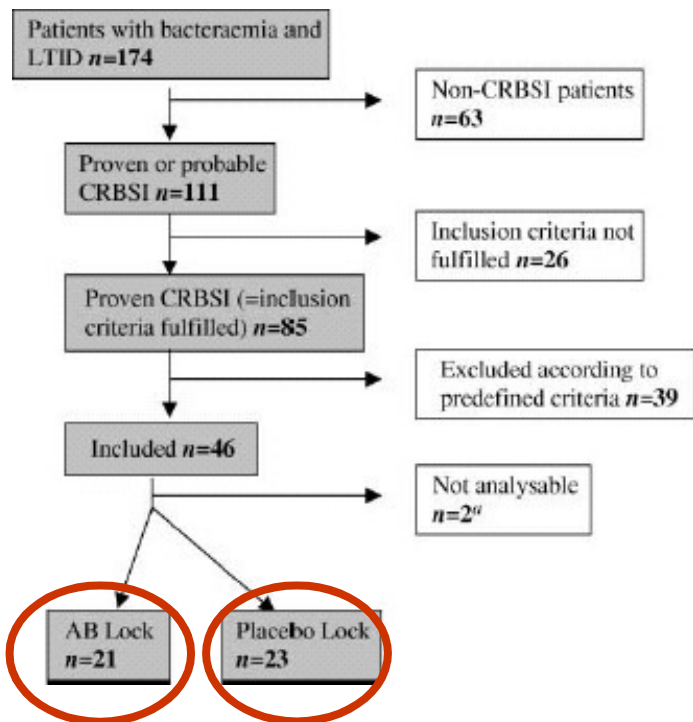 Patients with bacteraemia and
LTID n=174
Non-CRBSI patients
n=63
Proven or probable
CRBSI n=111
Inclusion criteria not
fulfilled n=26
Proven CRBSI (=inclusion
criteria fulfilled) n=85
Excluded according to
predefined criteria n=39
Included n=46
Not analysable
n=2a
AB Lock
n=21
Placebo Lock
n=23